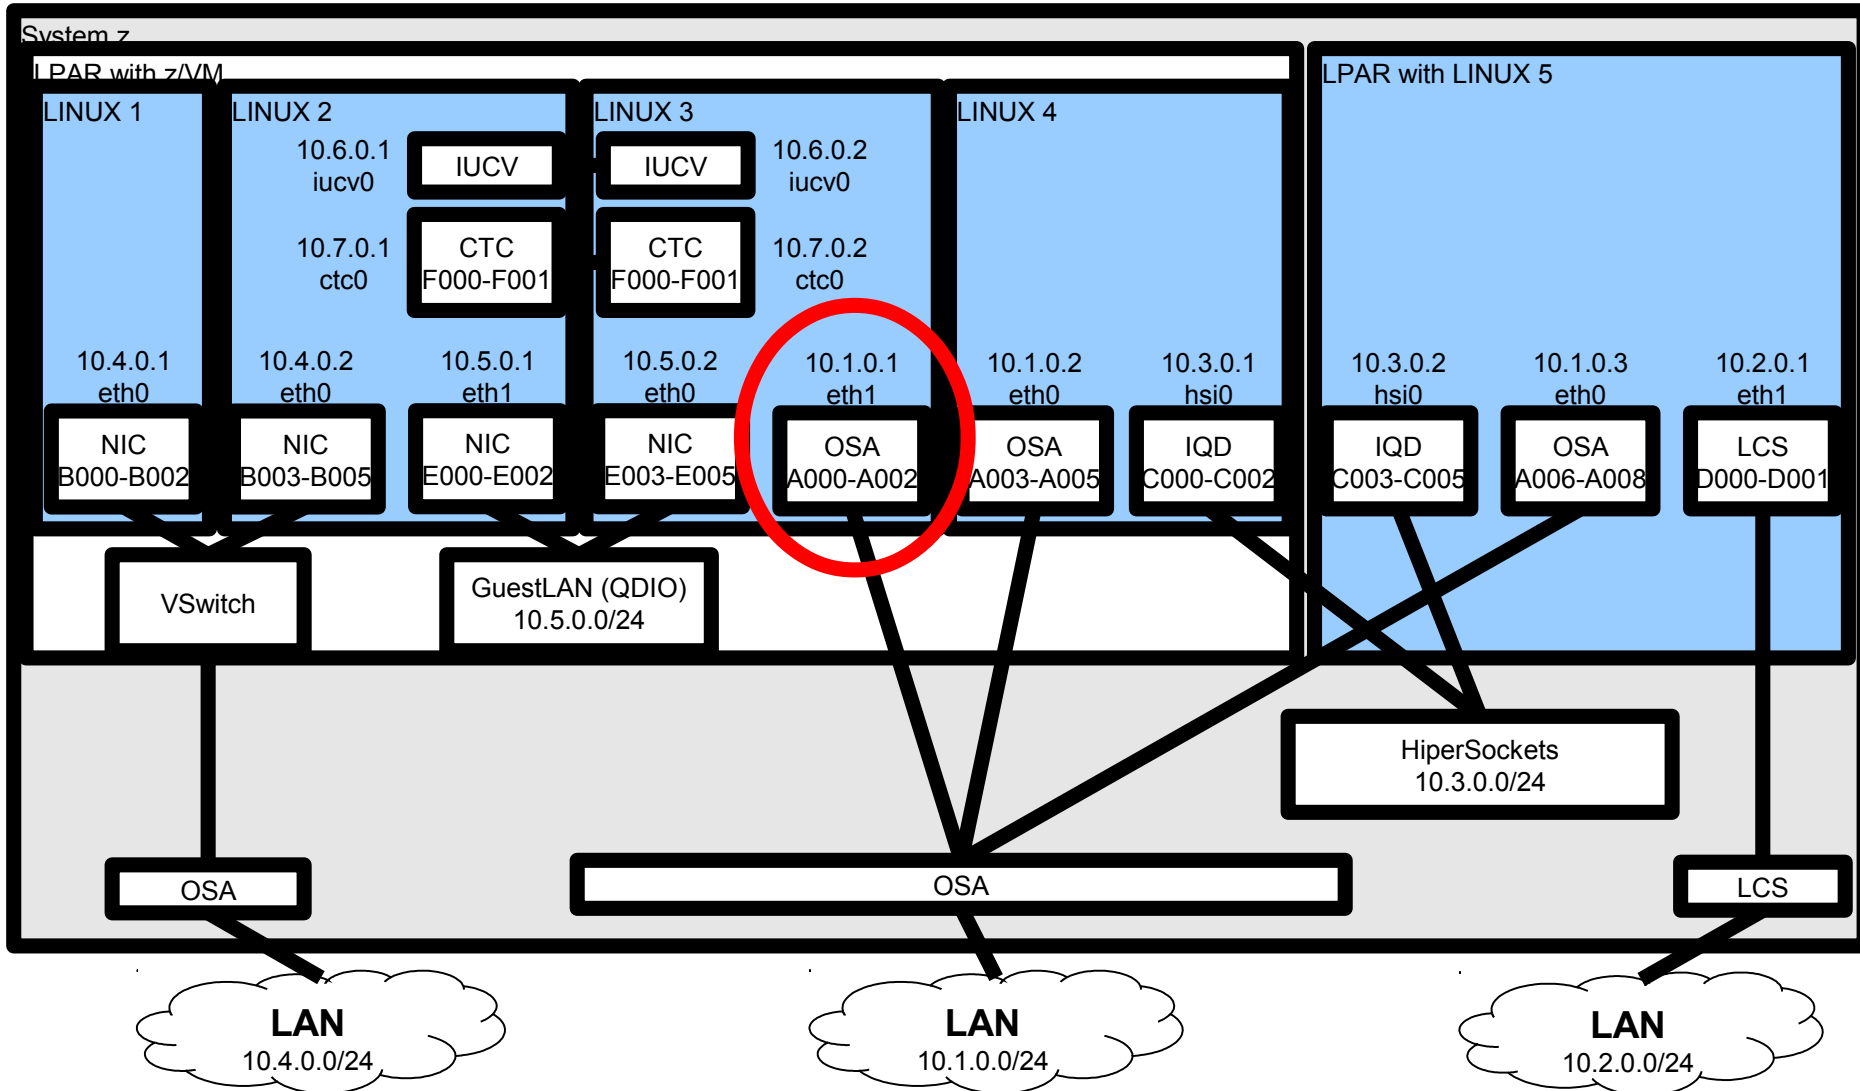 System z
LPAR with z/VM
LPAR with LINUX 5
LINUX 1
LINUX 2
LINUX 3
LINUX 4
10.6.0.1
iucv0
IUCV
IUCV
10.6.0.2
iucv0
10.7.0.1
ctc0
CTC
F000-F001
CTC
F000-F001
10.7.0.2
ctc0
10.4.0.1
eth0
10.4.0.2
eth0
10.5.0.1
eth1
10.5.0.2
eth0
10.1.0.1
eth1
10.1.0.2
eth0
10.3.0.1
hsi0
10.3.0.2
hsi0
10.1.0.3
eth0
10.2.0.1
eth1
NIC
B000-B002
NIC
B003-B005
NIC
E000-E002
NIC
E003-E005
OSA
A000-A002
OSA
A003-A005
IQD
C000-C002
IQD
C003-C005
OSA
A006-A008
LCS
D000-D001
VSwitch
GuestLAN (QDIO)
10.5.0.0/24
HiperSockets
10.3.0.0/24
OSA
OSA
LCS
LAN
10.4.0.0/24
LAN
10.1.0.0/24
LAN
10.2.0.0/24